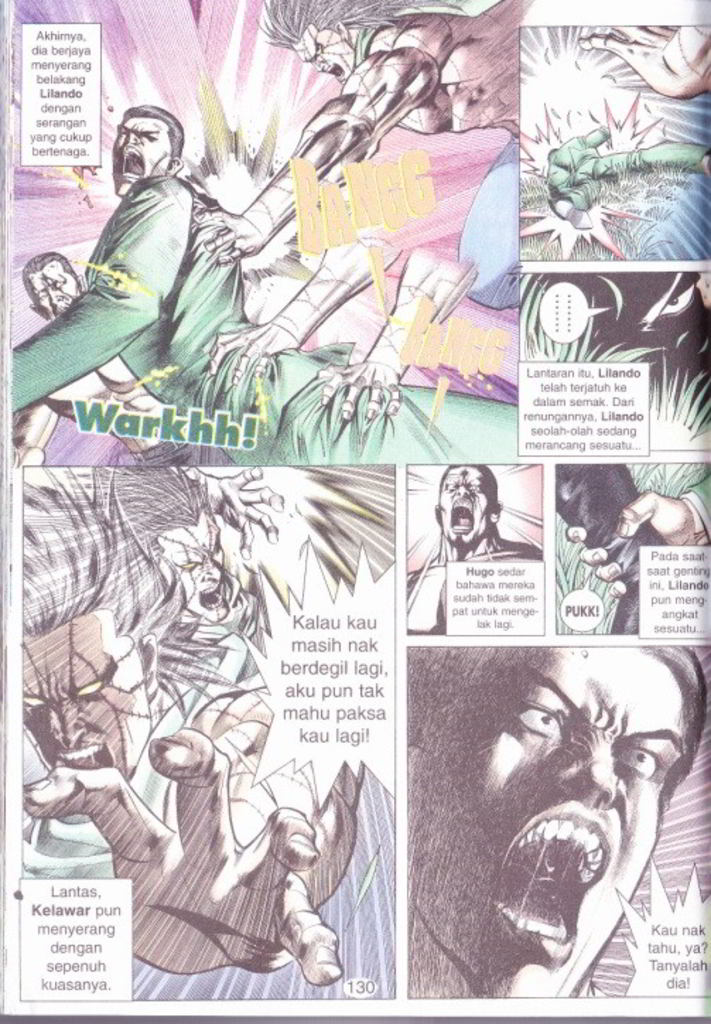 Akhirnya,
dia berjaya
menyerang
belakang
Lilando
dengan
serangan
yang cukup
bertenaga.
BANGG
BANGG
Warkhh!
Lantaran itu, Lilando
telah terjatuh ke
dalam semak. Dari
renungannya, Lilando
seolah-olah sedang
merancang sesuatu...
Kalau kau
masih nak
berdegil lagi,
aku pun tak
mahu paksa
kau lagi!
Lantas,
Kelawar pun
menyerang
dengan
sepenuh
kuasanya.
Hugo sedar
bahawa mereka
sudah tidak sem-
pat untuk menge-
lak lagi.
PUKK!
Pada saat-
saat genting
ini, Lilando
pun meng-
angkat
sesuatu...
Kau nak
tahu, ya?
Tanyalah
dia!
130